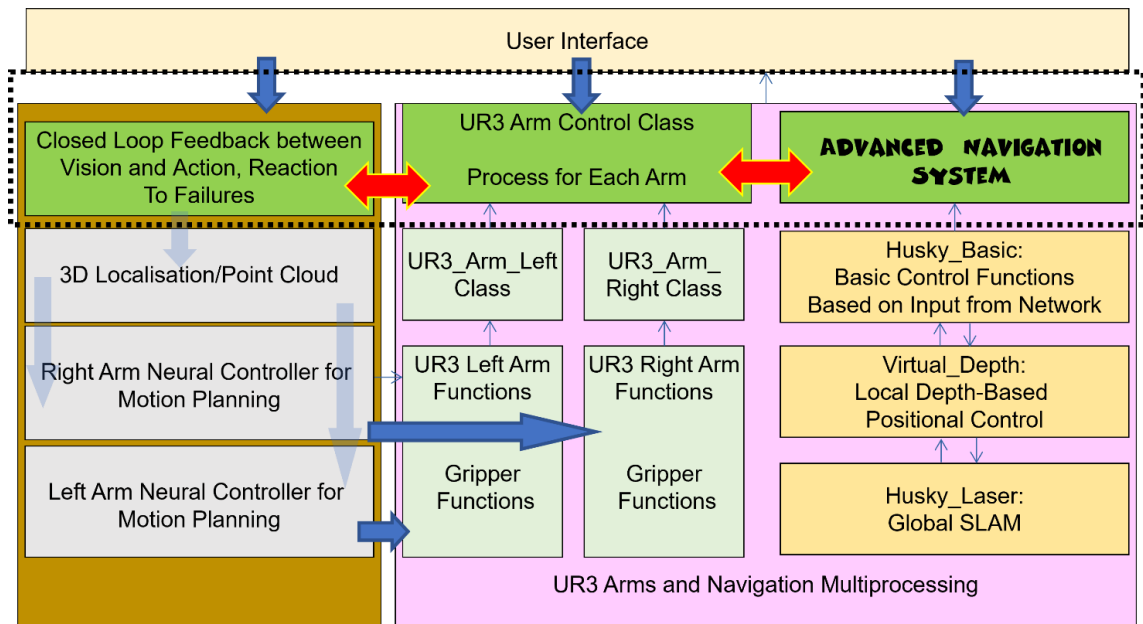 User Interface
Closed Loop Feedback between
Vision and Action, Reaction
To Failures
3D Localisation/Point Cloud
Right Arm Neural Controller for
Motion Planning
Left Arm Neural Controller for
Motion Planning
UR3 Arm Control Class
Process for Each Arm
UR3_Arm_Left
Class
UR3_Arm_
Right Class
UR3 Left Arm
Functions
Gripper
Functions
UR3 Right Arm
Functions
Gripper
Functions
ADVANCED NAVIGATION
SYSTEM
Husky_Basic:
Basic Control Functions
Based on Input from Network
Virtual_Depth:
Local Depth-Based
Positional Control
Husky_Laser:
Global SLAM
UR3 Arms and Navigation Multiprocessing